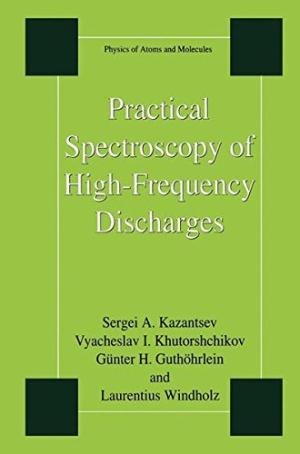 Physics of Atoms and Molecules
Practical
Spectroscopy of
High-Frequency
Discharges
Sergei A. Kazantsev
Vyacheslav I. Khutorshchikov
Günter H. Guthöhrlein
and
Laurentius Windholz